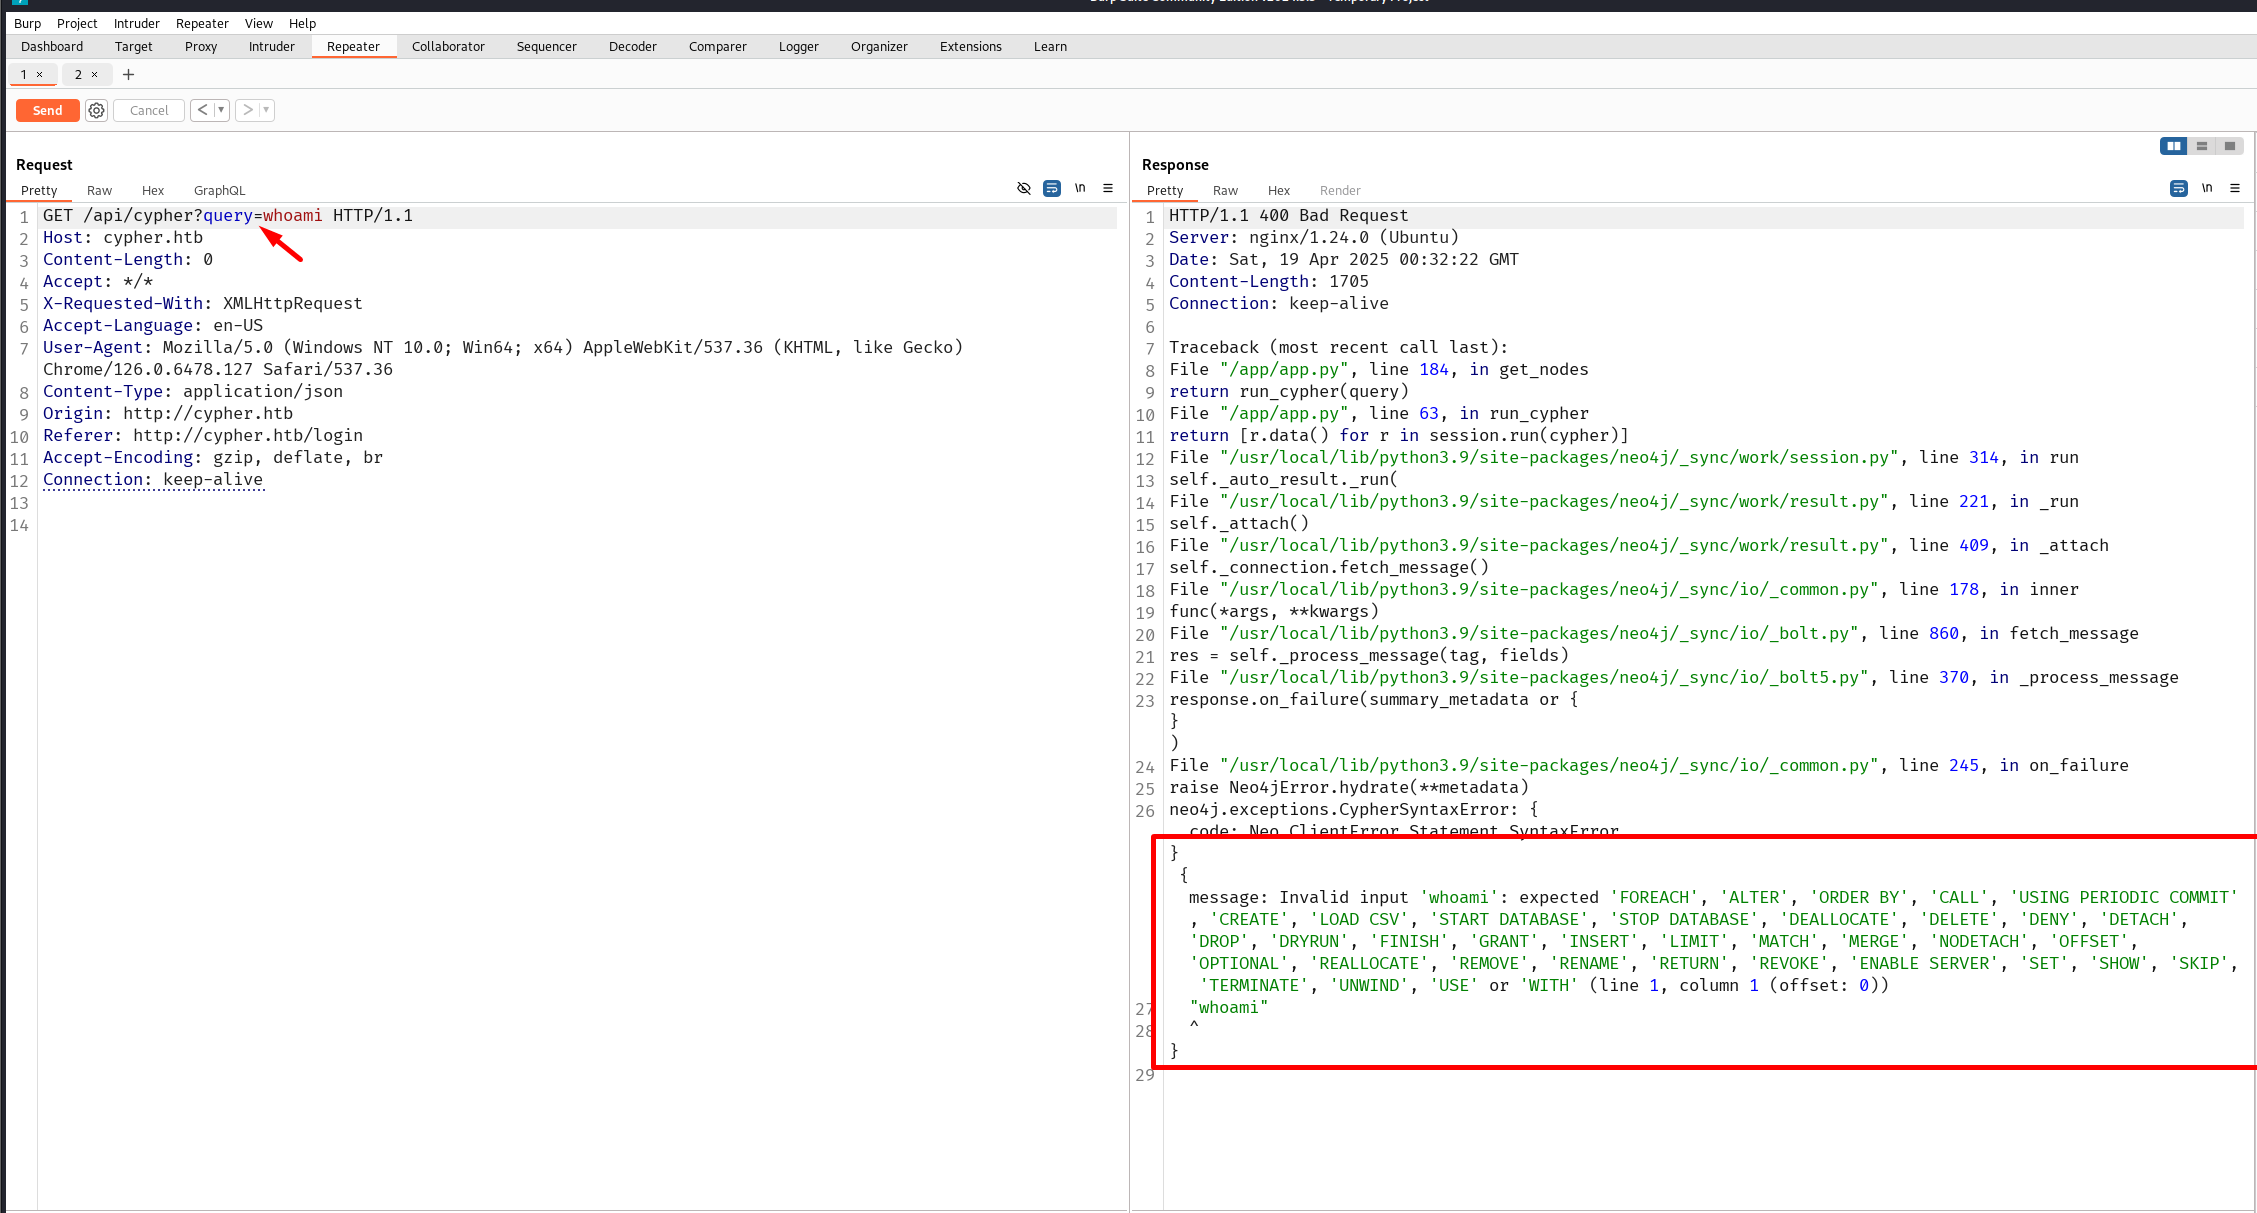 Burp Project Intruder Repeater View Help
Dashboard Target Proxy Intruder Repeater Collaborator Sequencer Decoder Comparer Logger Organizer Extensions Learn
1 × 2 × +
Send Cancel < >
Request
Pretty Raw Hex GraphQL
\n
1 GET /api/cypher?query=whoami HTTP/1.1
2 Host: cypher.htb
3 Content-Length: 0
4 Accept: */*
5 X-Requested-With: XMLHttpRequest
6 Accept-Language: en-US
7 User-Agent: Mozilla/5.0 (Windows NT 10.0; Win64; x64) AppleWebKit/537.36 (KHTML, like Gecko)
Chrome/126.0.6478.127 Safari/537.36
8 Content-Type: application/json
9 Origin: http://cypher.htb
10 Referer: http://cypher.htb/login
11 Accept-Encoding: gzip, deflate, br
12 Connection: keep-alive
13
14
Response
Pretty Raw Hex Render
\n
1 HTTP/1.1 400 Bad Request
2 Server: nginx/1.24.0 (Ubuntu)
3 Date: Sat, 19 Apr 2025 00:32:22 GMT
4 Content-Length: 1705
5 Connection: keep-alive
6
7 Traceback (most recent call last):
8 File "/app/app.py", line 184, in get_nodes
9 return run_cypher(query)
10 File "/app/app.py", line 63, in run_cypher
11 return [r.data() for r in session.run(cypher)]
12 File "/usr/local/lib/python3.9/site-packages/neo4j/_sync/work/session.py", line 314, in run
13 self._auto_result._run(
14 File "/usr/local/lib/python3.9/site-packages/neo4j/_sync/work/result.py", line 221, in _run
15 self._attach()
16 File "/usr/local/lib/python3.9/site-packages/neo4j/_sync/work/result.py", line 409, in _attach
17 self._connection.fetch_message()
18 File "/usr/local/lib/python3.9/site-packages/neo4j/_sync/io/_common.py", line 178, in inner
19 func(*args, **kwargs)
20 File "/usr/local/lib/python3.9/site-packages/neo4j/_sync/io/_bolt.py", line 860, in fetch_message
21 res = self._process_message(tag, fields)
22 File "/usr/local/lib/python3.9/site-packages/neo4j/_sync/io/_bolt5.py", line 370, in _process_message
23 response.on_failure(summary_metadata or {
}
)
24 File "/usr/local/lib/python3.9/site-packages/neo4j/_sync/io/_common.py", line 245, in on_failure
25 raise Neo4jError.hydrate(**metadata)
26 neo4j.exceptions.CypherSyntaxError: {
code: Neo.ClientError.Statement.SyntaxError
}
{
message: Invalid input 'whoami': expected 'FOREACH', 'ALTER', 'ORDER BY', 'CALL', 'USING PERIODIC COMMIT'
, 'CREATE', 'LOAD CSV', 'START DATABASE', 'STOP DATABASE', 'DEALLOCATE', 'DELETE', 'DENY', 'DETACH',
'DROP', 'DRYRUN', 'FINISH', 'GRANT', 'INSERT', 'LIMIT', 'MATCH', 'MERGE', 'NODETACH', 'OFFSET',
'OPTIONAL', 'REALLOCATE', 'REMOVE', 'RENAME', 'RETURN', 'REVOKE', 'ENABLE SERVER', 'SET', 'SHOW', 'SKIP',
'TERMINATE', 'UNWIND', 'USE' or 'WITH' (line 1, column 1 (offset: 0))
27 "whoami"
28 ^
}
29